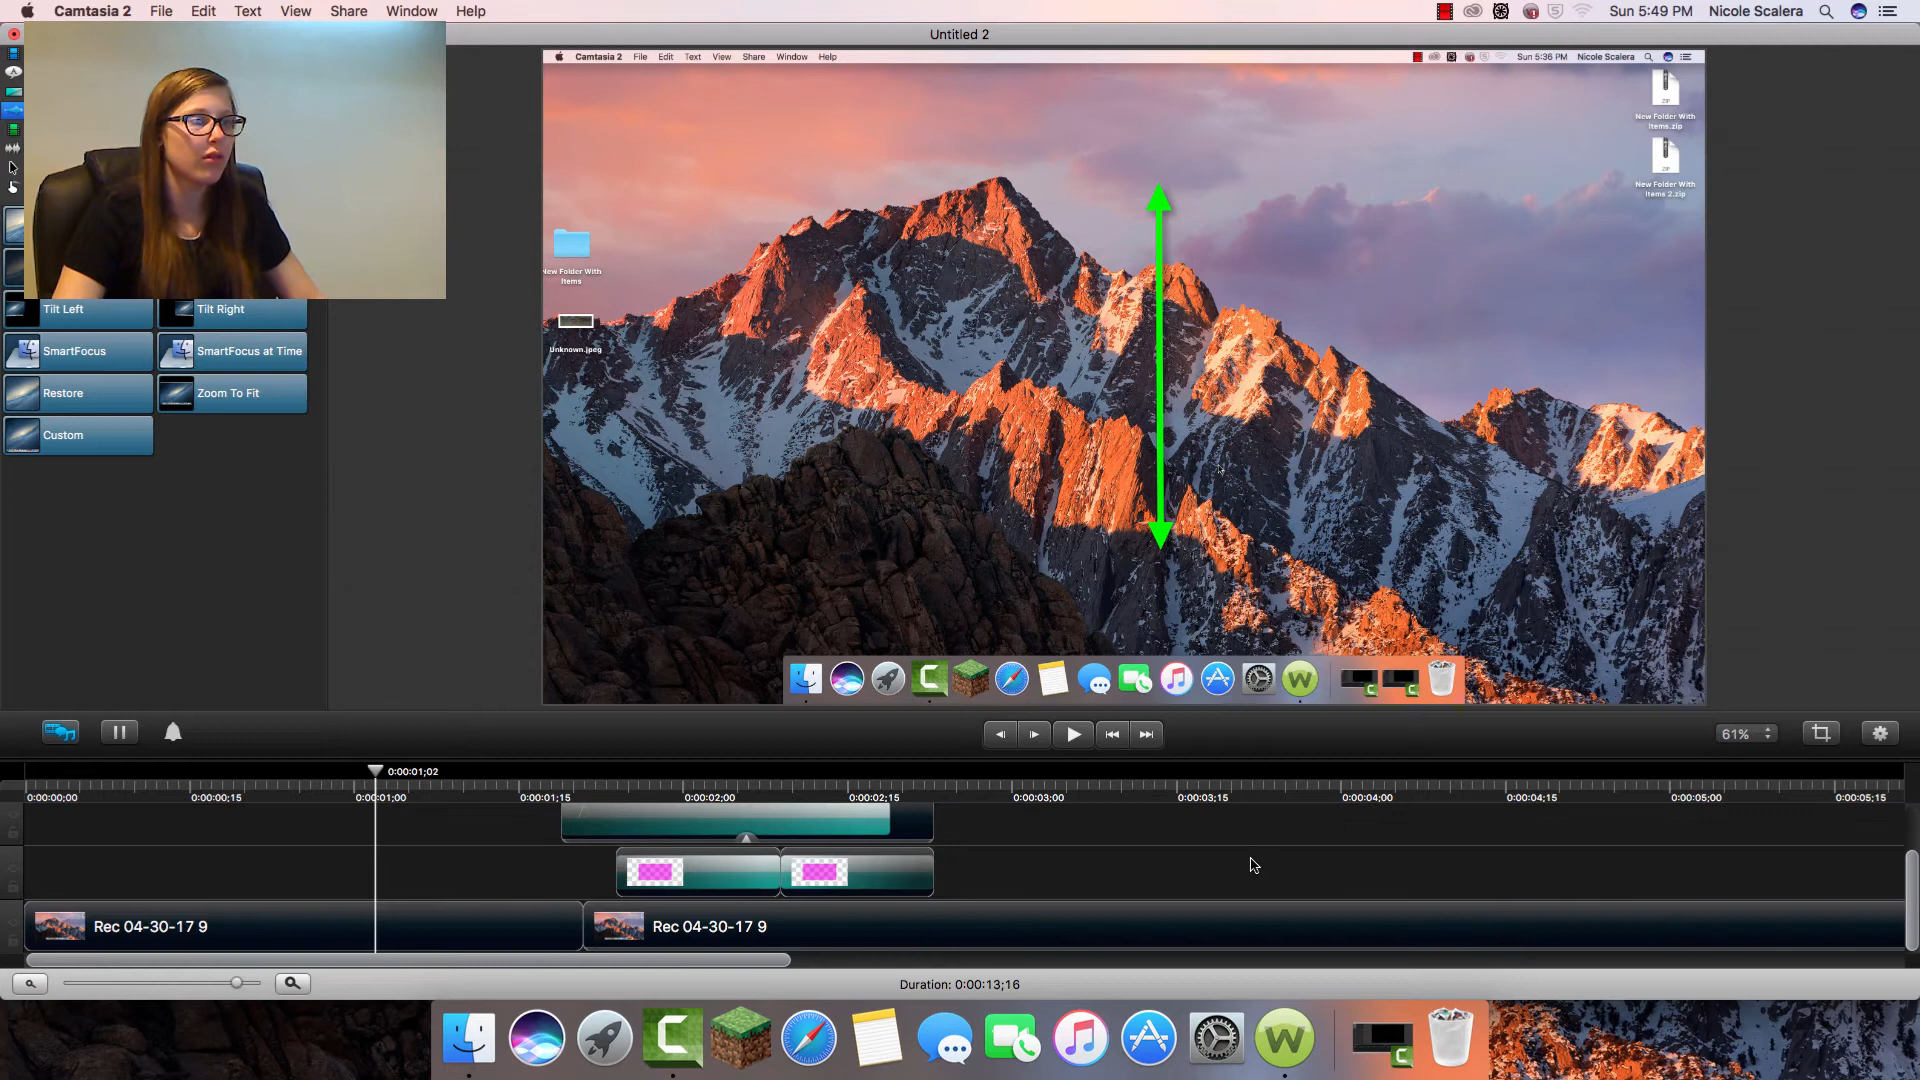 Camtasia 2 File Edit Text View Share Window Help
Sun 5:49 PM Nicole Scalera
Untitled 2
Camtasia 2 File Edit Text View Share Window Help
Sun 5:36 PM Nicole Scalera
New Folder With
Items.zip
New Folder With
Items 2.zip
New Folder With
Items
Unknown.jpeg
Tilt Left
Tilt Right
SmartFocus
SmartFocus at Time
Restore
Zoom To Fit
Custom
61%
0:00:01;02
0:00:00;00 0:00:00;15 0:00:01;00 0:00:01;15 0:00:02;00 0:00:02;15 0:00:03;00 0:00:03;15 0:00:04;00 0:00:04;15 0:00:05;00 0:00:05;15
Rec 04-30-17 9
Rec 04-30-17 9
Duration: 0:00:13;16